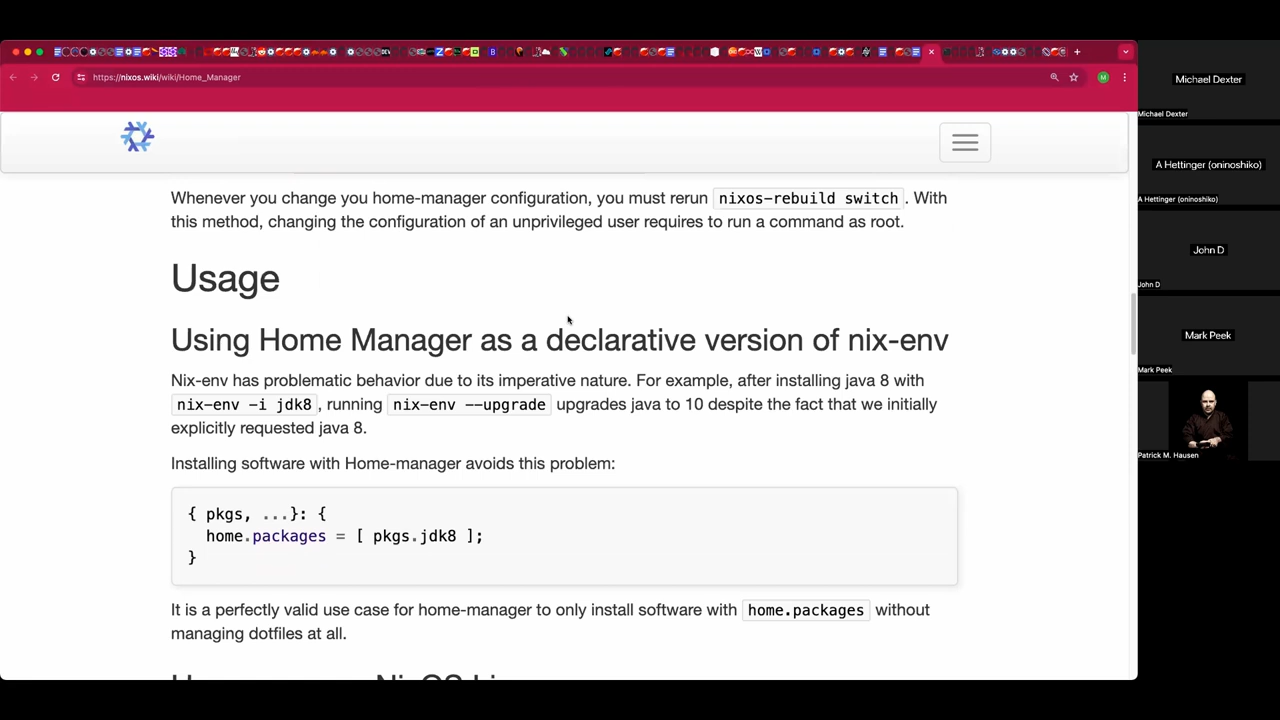 https://nixos.wiki/wiki/Home_Manager
M
Whenever you change you home-manager configuration, you must rerun nixos-rebuild switch. With
this method, changing the configuration of an unprivileged user requires to run a command as root.
Usage
Using Home Manager as a declarative version of nix-env
Nix-env has problematic behavior due to its imperative nature. For example, after installing java 8 with
nix-env -i jdk8, running nix-env --upgrade upgrades java to 10 despite the fact that we initially
explicitly requested java 8.
Installing software with Home-manager avoids this problem:
{ pkgs, ...}: {
home.packages = [ pkgs.jdk8 ];
}
It is a perfectly valid use case for home-manager to only install software with home.packages without
managing dotfiles at all.
Michael Dexter
Michael Dexter
A Hettinger (oninoshiko)
A Hettinger (oninoshiko)
John D
John D
Mark Peek
Mark Peek
Patrick M. Hausen